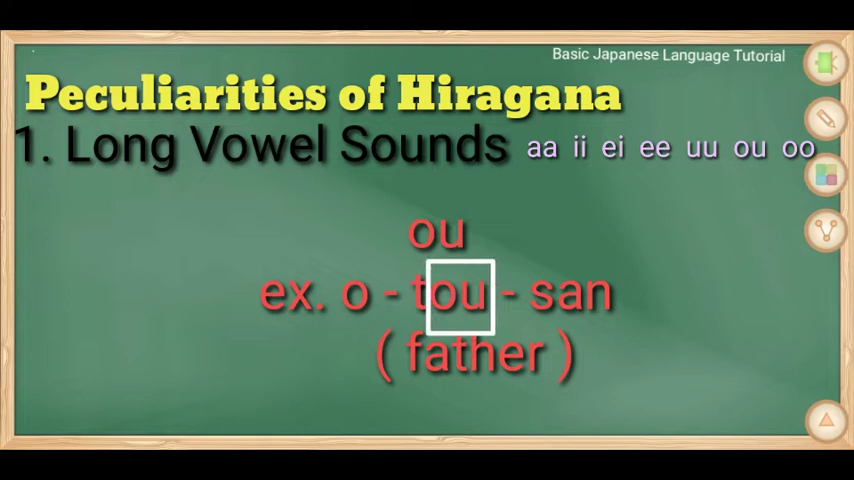 Basic Japanese Language Tutorial
Peculiarities of Hiragana
1. Long Vowel Sounds aa ii ei ee uu ou oo
ou
ex. o - tou - san
( father )